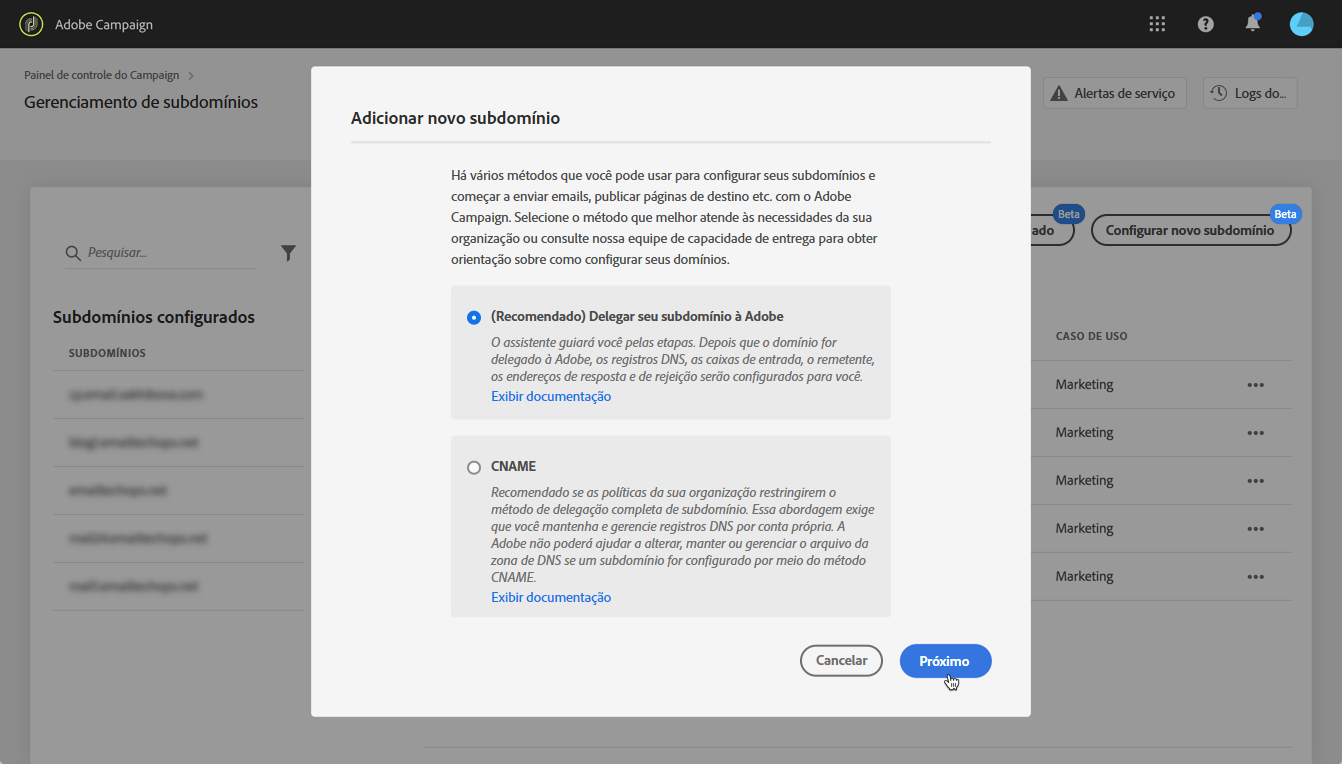 Adobe Campaign
Painel de controle do Campaign
Gerenciamento de subdomínios
Alertas de serviço
Logs do...
Adicionar novo subdomínio
Há vários métodos que você pode usar para configurar seus subdomínios e
começar a enviar emails, publicar páginas de destino etc. com o Adobe
Campaign. Selecione o método que melhor atende às necessidades da sua
organização ou consulte nossa equipe de capacidade de entrega para obter
orientação sobre como configurar seus domínios.
(Recomendado) Delegar seu subdomínio à Adobe
O assistente guiará você pelas etapas. Depois que o domínio for
delegado à Adobe, os registros DNS, as caixas de entrada, o remetente,
os endereços de resposta e de rejeição serão configurados para você.
Exibir documentação
CNAME
Recomendado se as políticas da sua organização restringirem o
método de delegação completa de subdomínio. Essa abordagem exige
que você mantenha e gerencie registros DNS por conta própria. A
Adobe não poderá ajudar a alterar, manter ou gerenciar o arquivo da
zona de DNS se um subdomínio for configurado por meio do método
CNAME.
Exibir documentação
Cancelar
Próximo
Pesquisar...
Beta
ado
Beta
Configurar novo subdomínio
Subdomínios configurados
SUBDOMÍNIOS
CASO DE USO
Marketing
Marketing
Marketing
Marketing
Marketing